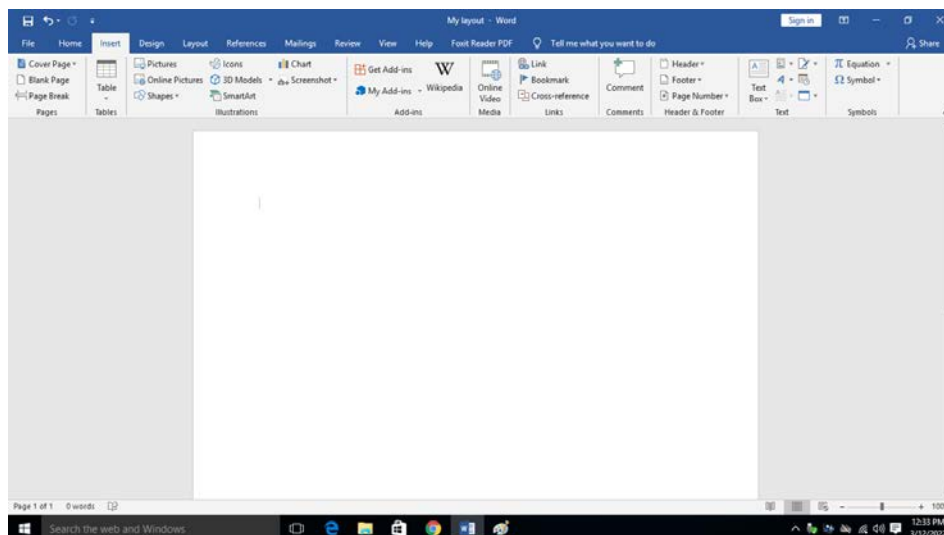 My layout - Word
Sign in
File Home Insert Design Layout References Mailings Review View Help Foxit Reader PDF Tell me what you want to do Share
Cover Page
Blank Page
Page Break
Pages
Table
Tables
Pictures
Online Pictures
Shapes
Icons
3D Models
SmartArt
Chart
Screenshot
Illustrations
Get Add-ins
My Add-ins
W
Wikipedia
Add-ins
Online
Video
Media
Link
Bookmark
Cross-reference
Links
Comment
Comments
Header
Footer
Page Number
Header & Footer
A
Text
Box
A
Text
π Equation
Ω Symbol
Symbols
Page 1 of 1 0 words
100
Search the web and Windows
12:33 PM